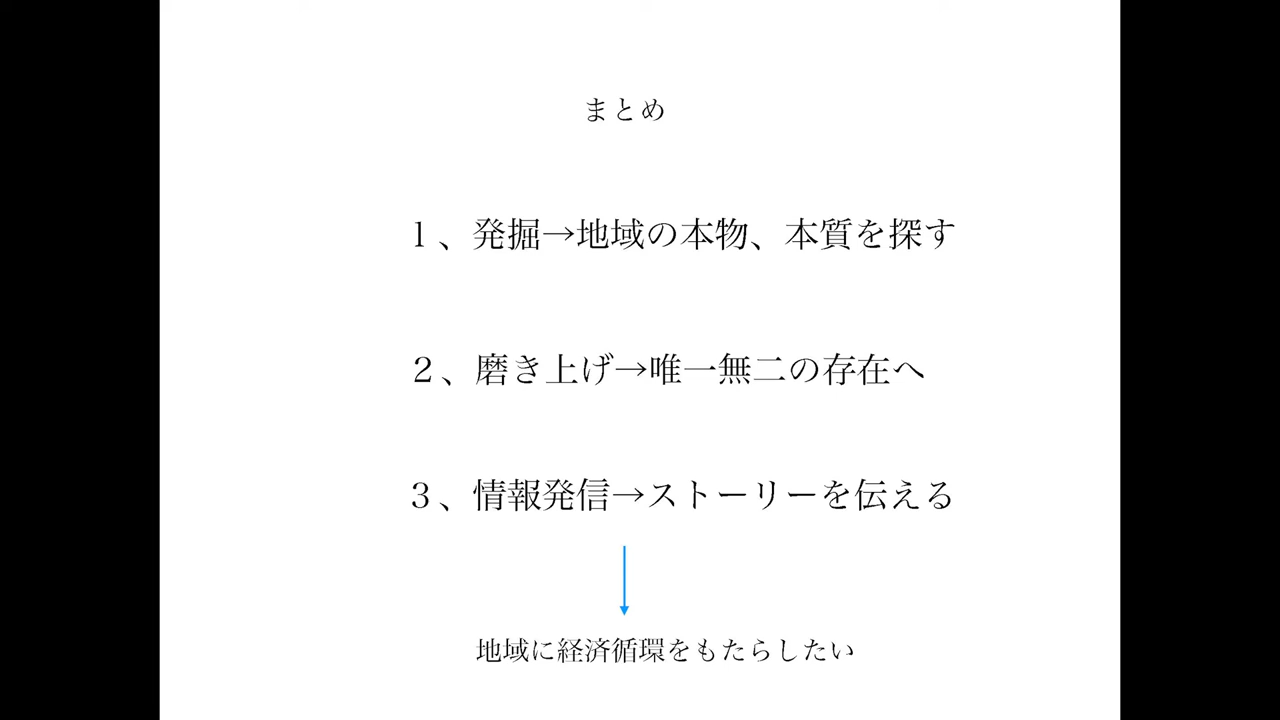 まとめ
１、発掘→地域の本物、本質を探す
２、磨き上げ→唯一無二の存在へ
３、情報発信→ストーリーを伝える
地域に経済循環をもたらしたい